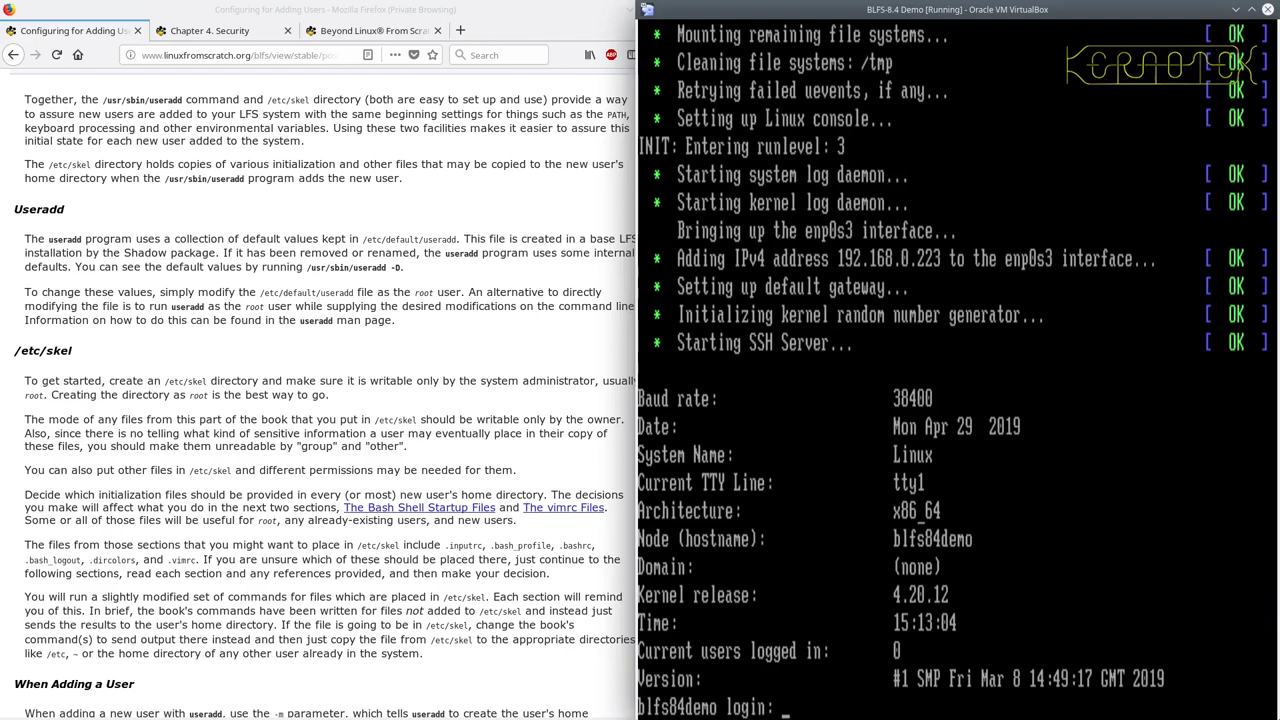 Configuring for Adding Users - Mozilla Firefox (Private Browsing)
Configuring for Adding Us
Chapter 4. Security
Beyond Linux® From Scra
www.linuxfromscratch.org/blfs/view/stable/pos
Search
Together, the /usr/sbin/useradd command and /etc/skel directory (both are easy to set up and use) provide a way
to assure new users are added to your LFS system with the same beginning settings for things such as the PATH,
keyboard processing and other environmental variables. Using these two facilities makes it easier to assure this
initial state for each new user added to the system.
The /etc/skel directory holds copies of various initialization and other files that may be copied to the new user's
home directory when the /usr/sbin/useradd program adds the new user.
Useradd
The useradd program uses a collection of default values kept in /etc/default/useradd. This file is created in a base LFS
installation by the Shadow package. If it has been removed or renamed, the useradd program uses some internal
defaults. You can see the default values by running /usr/sbin/useradd -D.
To change these values, simply modify the /etc/default/useradd file as the root user. An alternative to directly
modifying the file is to run useradd as the root user while supplying the desired modifications on the command line
Information on how to do this can be found in the useradd man page.
/etc/skel
To get started, create an /etc/skel directory and make sure it is writable only by the system administrator, usually
root. Creating the directory as root is the best way to go.
The mode of any files from this part of the book that you put in /etc/skel should be writable only by the owner.
Also, since there is no telling what kind of sensitive information a user may eventually place in their copy of
these files, you should make them unreadable by "group" and "other".
You can also put other files in /etc/skel and different permissions may be needed for them.
Decide which initialization files should be provided in every (or most) new user's home directory. The decisions
you make will affect what you do in the next two sections, The Bash Shell Startup Files and The vimrc Files.
Some or all of those files will be useful for root, any already-existing users, and new users.
The files from those sections that you might want to place in /etc/skel include .inputrc, .bash_profile, .bashrc,
.bash_logout, .dircolors, and .vimrc. If you are unsure which of these should be placed there, just continue to the
following sections, read each section and any references provided, and then make your decision.
You will run a slightly modified set of commands for files which are placed in /etc/skel. Each section will remind
you of this. In brief, the book's commands have been written for files not added to /etc/skel and instead just
sends the results to the user's home directory. If the file is going to be in /etc/skel, change the book's
command(s) to send output there instead and then just copy the file from /etc/skel to the appropriate directories
like /etc, ~ or the home directory of any other user already in the system.
When Adding a User
When adding a new user with useradd, use the -m parameter, which tells useradd to create the user's home
BLFS-8.4 Demo [Running] - Oracle VM VirtualBox
* Mounting remaining file systems... [ OK ]
* Cleaning file systems: /tmp [ OK ]
* Retrying failed uevents, if any... [ OK ]
* Setting up Linux console... [ OK ]
INIT: Entering runlevel: 3
* Starting system log daemon... [ OK ]
* Starting kernel log daemon... [ OK ]
Bringing up the enp0s3 interface...
* Adding IPv4 address 192.168.0.223 to the enp0s3 interface... [ OK ]
* Setting up default gateway... [ OK ]
* Initializing kernel random number generator... [ OK ]
* Starting SSH Server... [ OK ]
Baud rate: 38400
Date: Mon Apr 29  2019
System Name: Linux
Current TTY Line: tty1
Architecture: x86_64
Node (hostname): blfs84demo
Domain: (none)
Kernel release: 4.20.12
Time: 15:13:04
Current users logged in: 0
Version: #1 SMP Fri Mar 8 14:49:17 GMT 2019
blfs84demo login: _